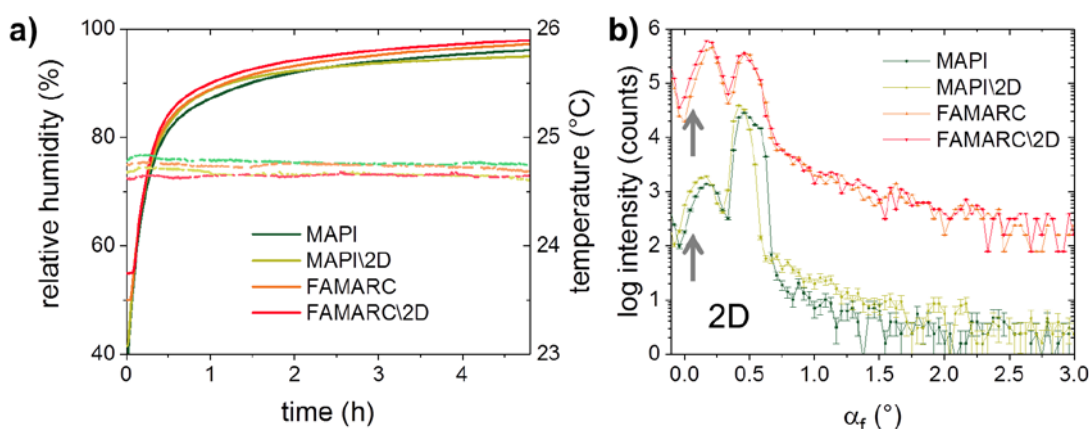 a)
relative humidity (%)
100
80
60
40
0
1
2
3
4
time (h)
26
25
24
23
temperature (°C)
MAPI
MAPI\2D
FAMARC
FAMARC\2D
b)
log intensity (counts)
6
5
4
3
2
1
0
0.0
0.5
1.0
1.5
2.0
2.5
3.0
αf (°)
MAPI
MAPI\2D
FAMARC
FAMARC\2D
2D